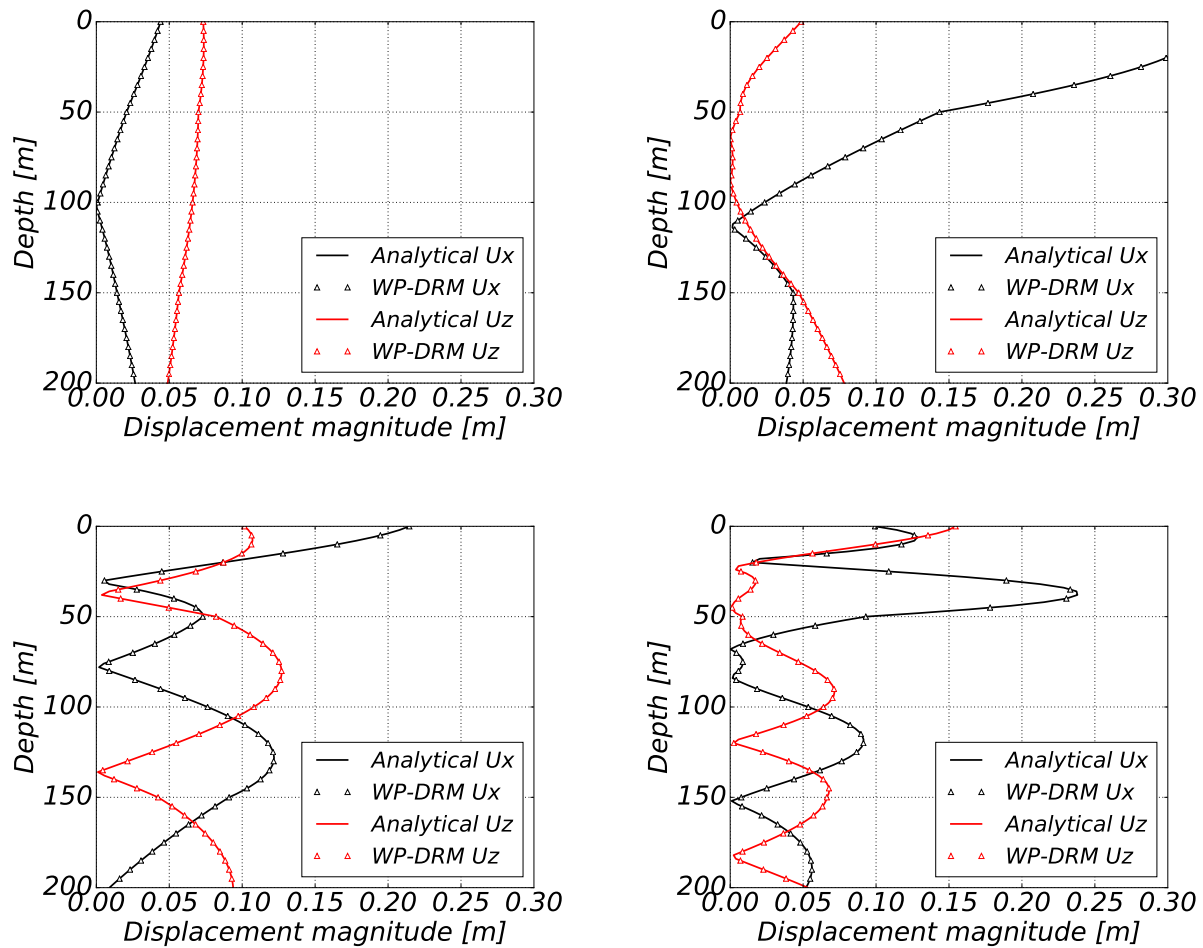 0
50
100
150
200
Depth [m]
Analytical Ux
WP-DRM Ux
Analytical Uz
WP-DRM Uz
0.00 0.05 0.10 0.15 0.20 0.25 0.30
Displacement magnitude [m]
0
50
100
150
200
Depth [m]
Analytical Ux
WP-DRM Ux
Analytical Uz
WP-DRM Uz
0.00 0.05 0.10 0.15 0.20 0.25 0.30
Displacement magnitude [m]
0
50
100
150
200
Depth [m]
Analytical Ux
WP-DRM Ux
Analytical Uz
WP-DRM Uz
0.00 0.05 0.10 0.15 0.20 0.25 0.30
Displacement magnitude [m]
0
50
100
150
200
Depth [m]
Analytical Ux
WP-DRM Ux
Analytical Uz
WP-DRM Uz
0.00 0.05 0.10 0.15 0.20 0.25 0.30
Displacement magnitude [m]